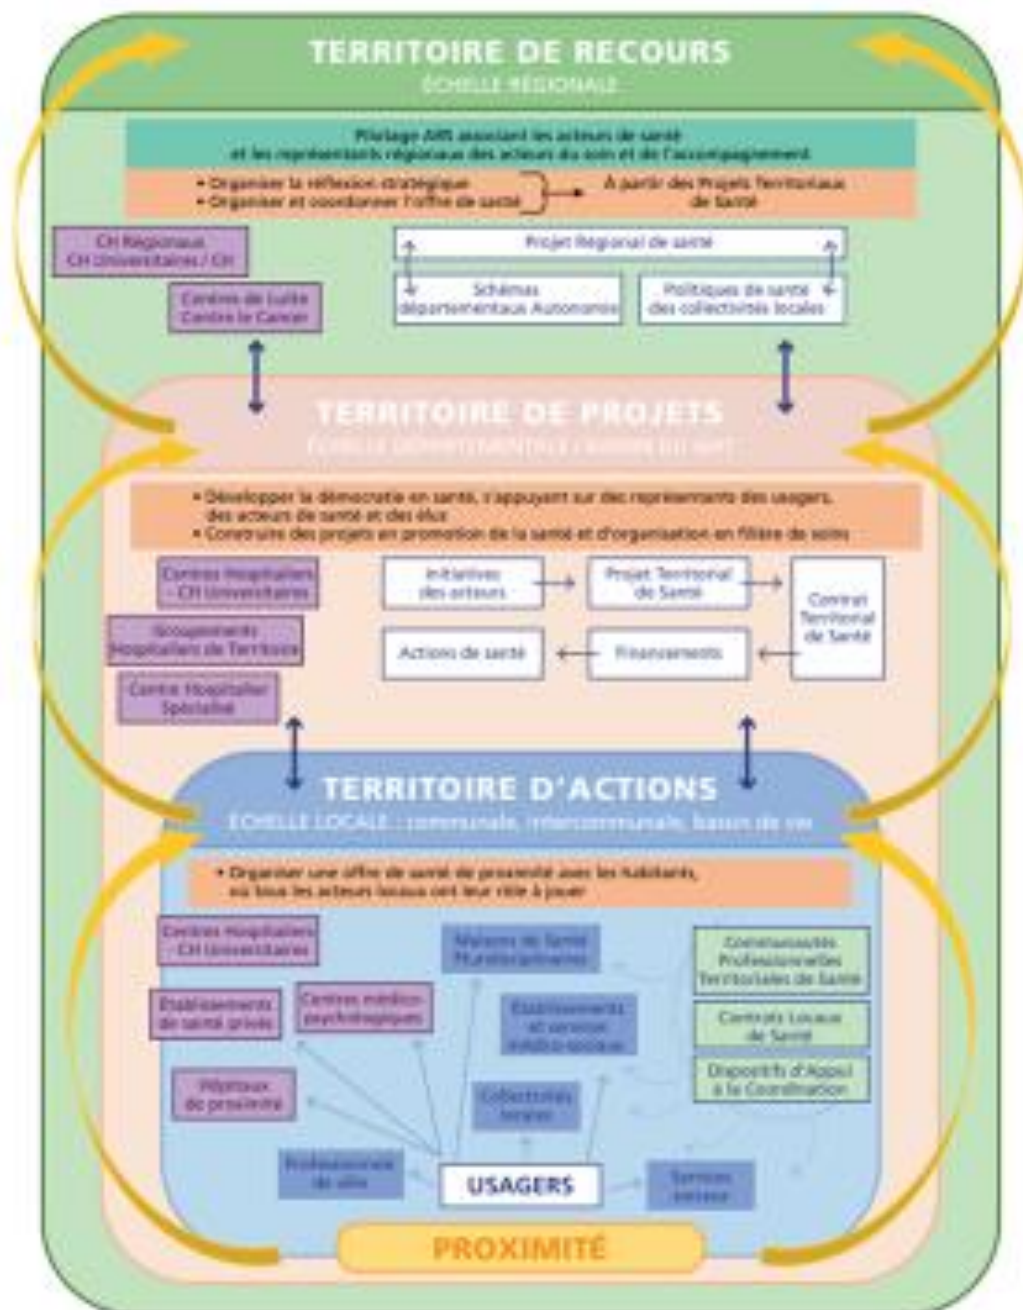 TERRITOIRE DE RECOURS
ÉCHELLE RÉGIONALE
Pilotage ARS associant les acteurs de santé
et les représentants régionaux des acteurs du soin et de l'accompagnement
• Organiser la réflexion stratégique
• Organiser et coordonner l'offre de santé
À partir des Projets Territoriaux
de Santé
CH Régionaux
CH Universitaires / CH
Centres de Lutte
Contre le Cancer
Projet Régional de santé
Schémas
départementaux Autonomie
Politiques de santé
des collectivités locales
TERRITOIRE DE PROJETS
ÉCHELLE DÉPARTEMENTALE
• Développer la démocratie en santé, s'appuyant sur des représentants des usagers,
des acteurs de santé et des élus
• Construire des projets en promotion de la santé et d'organisation en filière de soins
Centres Hospitaliers
- CH Universitaires
Groupements
Hospitaliers de Territoire
Centre Hospitalier
Spécialisé
Initiatives
des acteurs
Projet Territorial
de Santé
Contrat
Territorial
de Santé
Actions de santé
Financements
TERRITOIRE D'ACTIONS
ÉCHELLE LOCALE : communale, intercommunale, bassin de vie
• Organiser une offre de santé de proximité avec les habitants,
où tous les acteurs locaux ont leur rôle à jouer
Centres Hospitaliers
- CH Universitaires
Établissements
de santé privés
Centres médico-
psychologiques
Hôpitaux
de proximité
Maisons de Santé
Pluridisciplinaires
Établissements
et services
médico-sociaux
Collectivités
locales
Professionnels
de ville
Services
sociaux
Communautés
Professionnelles
Territoriales de Santé
Contrats Locaux
de Santé
Dispositifs d'Appui
à la Coordination
USAGERS
PROXIMITÉ